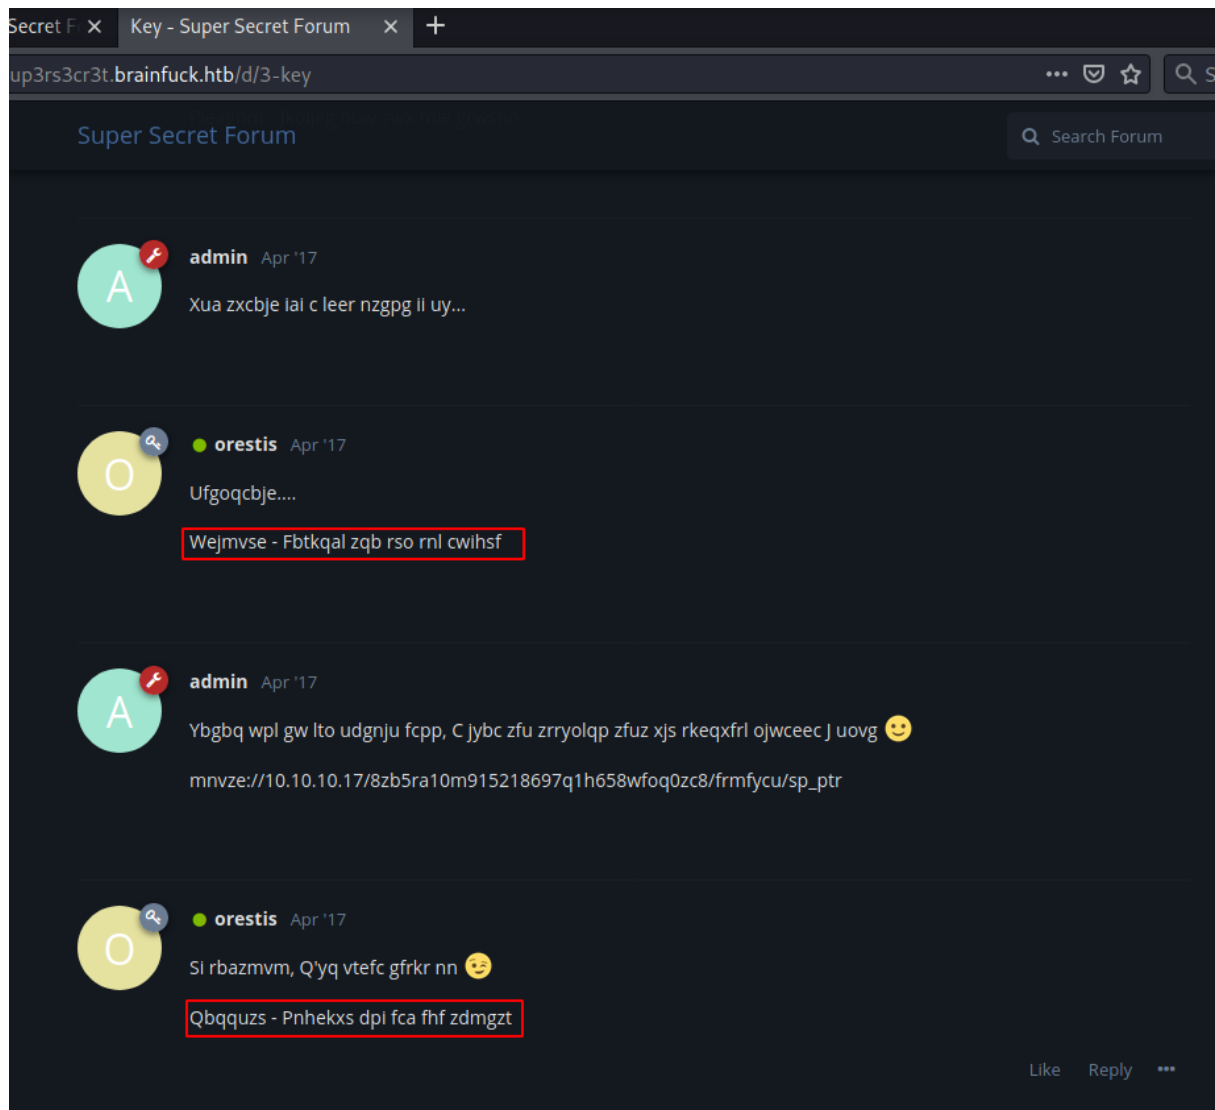 Secret F
Key - Super Secret Forum
up3rs3cr3t.brainfuck.htb/d/3-key
Super Secret Forum
Search Forum
A
admin Apr '17
Xua zxcbje iai c leer nzgpg ii uy...
O
orestis Apr '17
Ufgoqcbje....
Wejmvse - Fbtkqal zqb rso rnl cwihsf
A
admin Apr '17
Ybgbq wpl gw lto udgnju fcpp, C jybc zfu zrryolqp zfuz xjs rkeqxfrl ojwceec J uovg 🙂
mnvze://10.10.10.17/8zb5ra10m915218697q1h658wfoq0zc8/frmfycu/sp_ptr
O
orestis Apr '17
Si rbazmvm, Q'yq vtefc gfrkr nn 😉
Qbqquzs - Pnhekxs dpi fca fhf zdmgzt
Like Reply